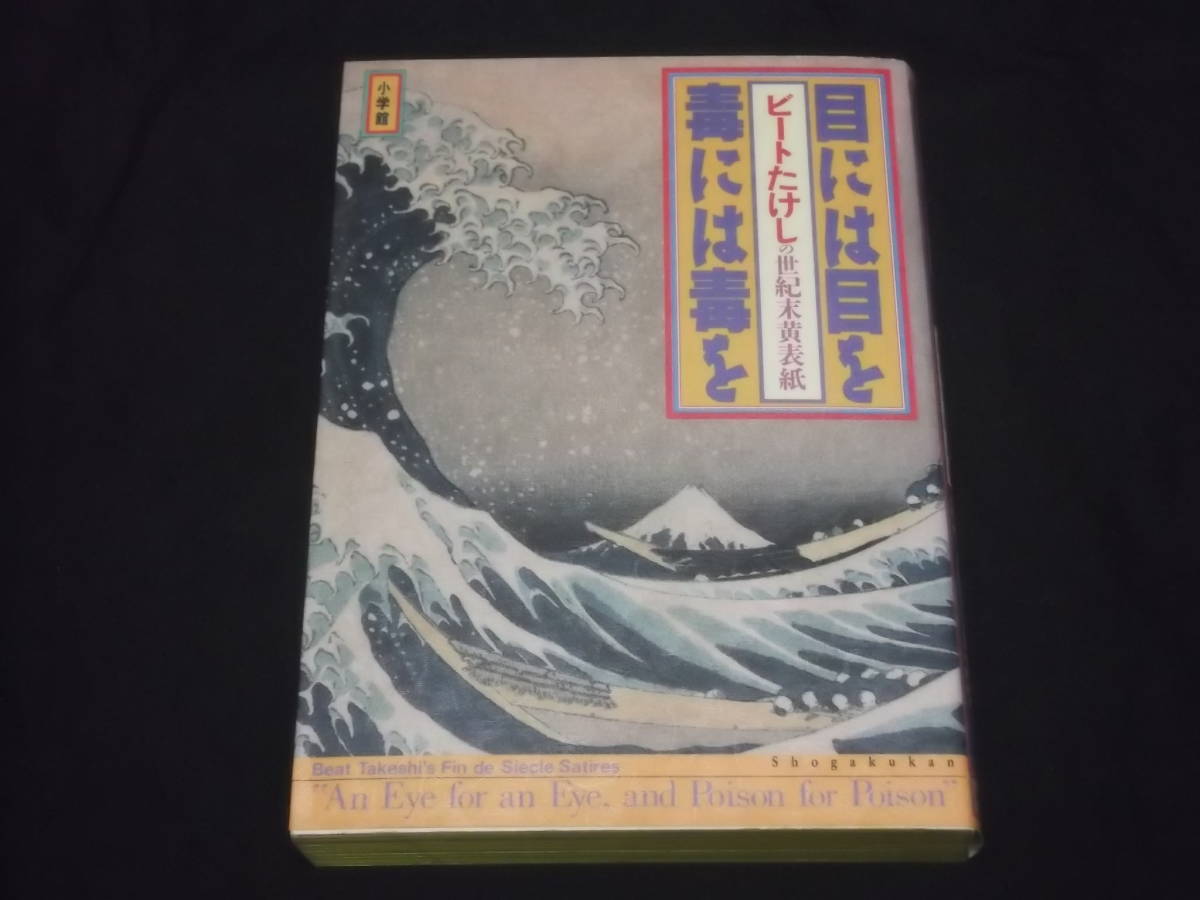 小学館
目には目を
ビートたけしの世紀末黄表紙
毒には毒を
Beat Takeshi's Fin de Siecle Satires
Shogakukan
"An Eye for an Eye, and Poison for Poison"